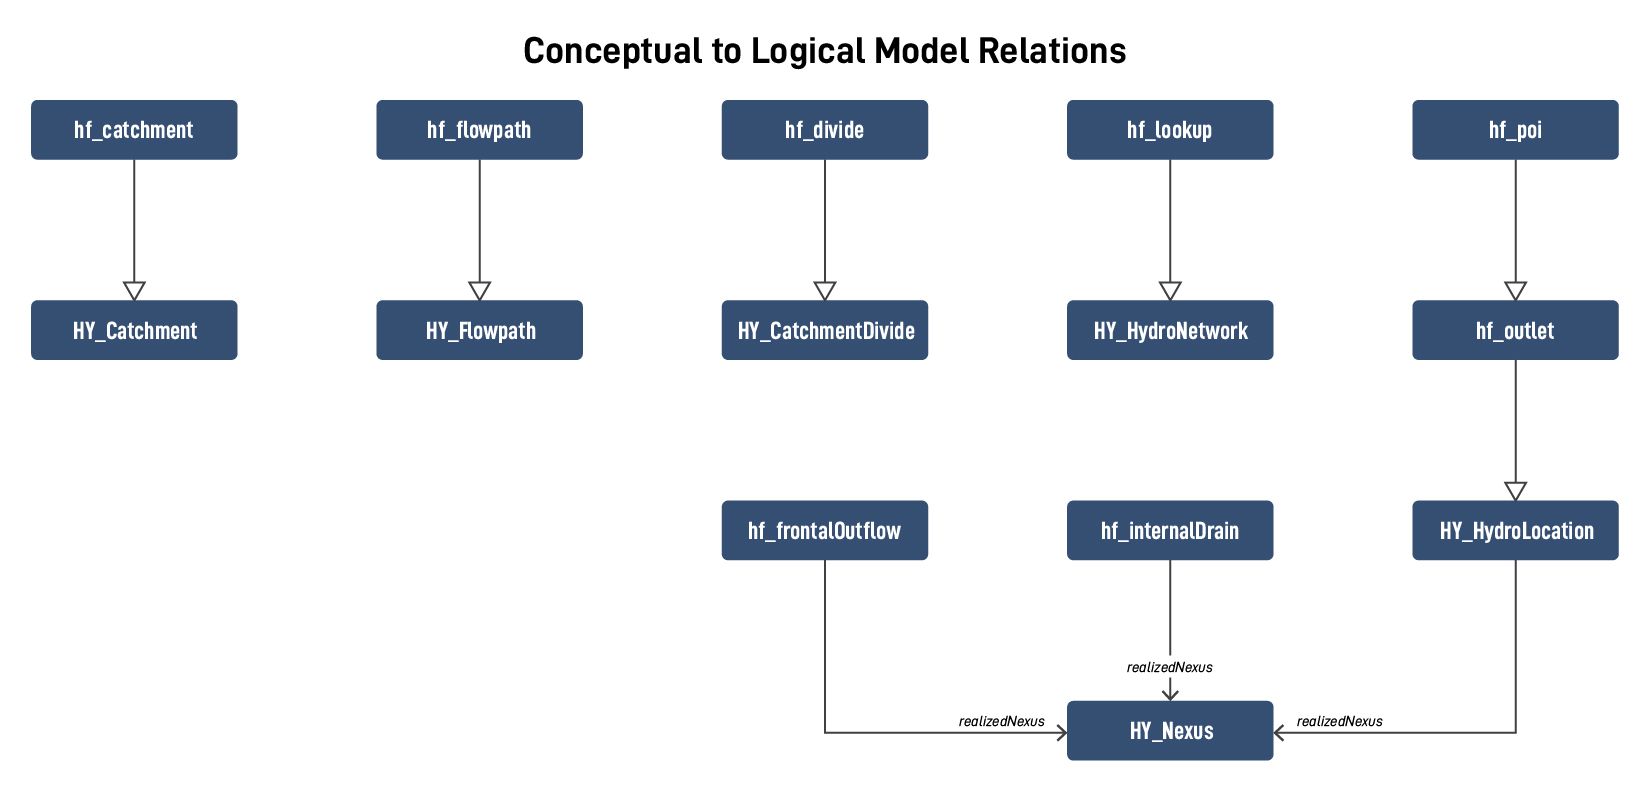 Conceptual to Logical Model Relations
hf_catchment
hf_flowpath
hf_divide
hf_lookup
hf_poi
HY_Catchment
HY_Flowpath
HY_CatchmentDivide
HY_HydroNetwork
hf_outlet
hf_frontalOutflow
hf_internalDrain
HY_HydroLocation
realizedNexus
realizedNexus
realizedNexus
HY_Nexus